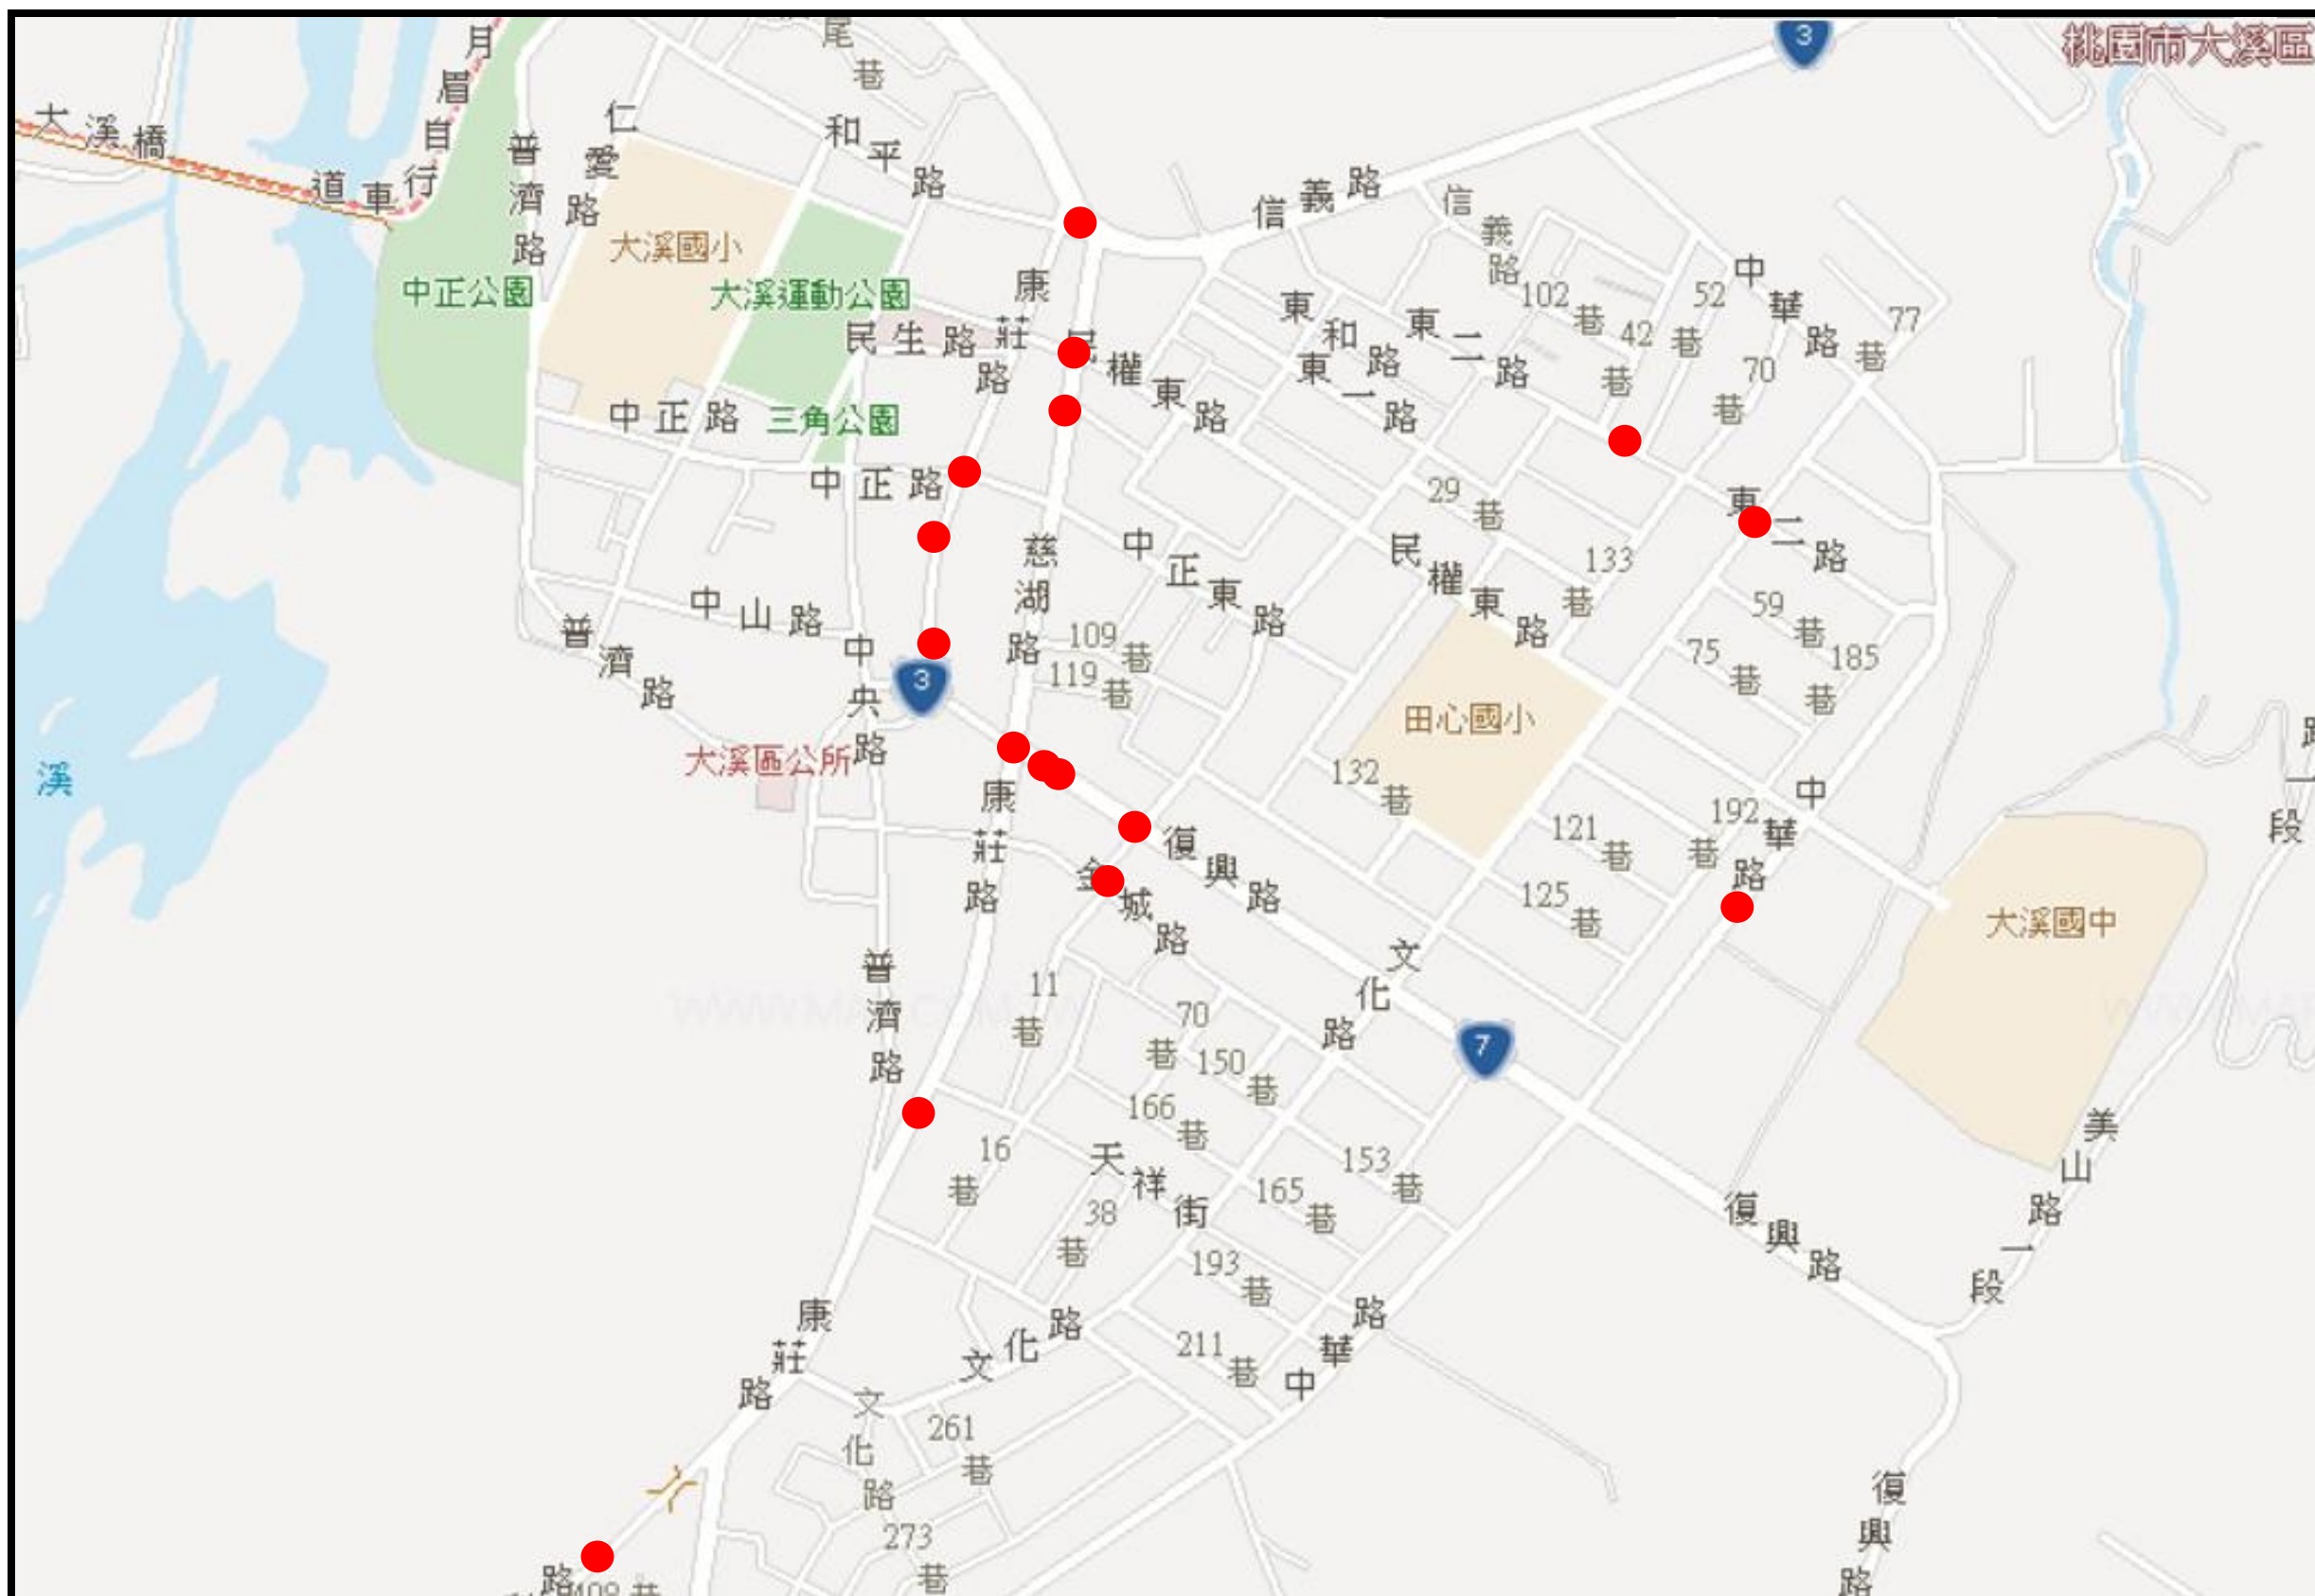 桃園市大溪區
3
尾巷
月眉自行車道
大溪橋
仁愛路
普濟路
和平路
信義路
信義路
大溪國小
中正公園
大溪運動公園
康莊路
民生路
民權東路
東和路
東一路
東二路
102巷
42巷
52巷
70巷
中華路
77巷
中正路
三角公園
中正路
29巷
133巷
東二路
慈湖路
中正東路
民權東路
59巷
75巷
185巷
中山路
普濟路
中央路
109巷
119巷
3
大溪區公所
溪
田心國小
132巷
康莊路
金城路
復興路
121巷
125巷
192巷
中華路
大溪國中
路一段
文化路
普濟路
11巷
70巷
150巷
7
166巷
16巷
天祥街
38巷
153巷
165巷
193巷
211巷
美山路一段
復興路
康莊路
文化路
中華路
文化路
261巷
273巷
復興路
路